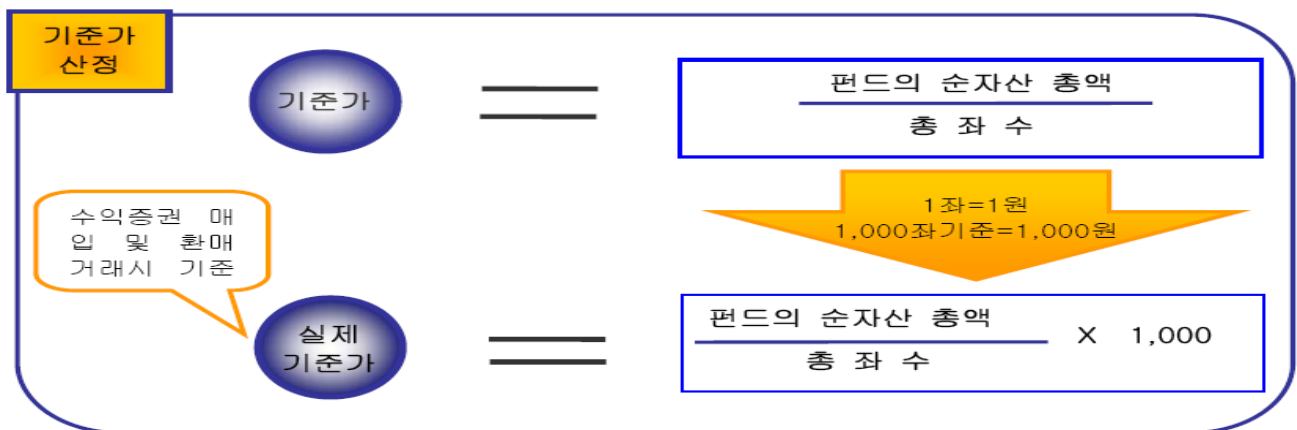 기준가
산정
기준가
펀드의 순자산 총액
총 좌 수
1좌=1원
1,000좌기준=1,000원
수익증권 매
입 및 환매
거래시 기준
실제
기준가
펀드의 순자산 총액
총 좌 수
X 1,000